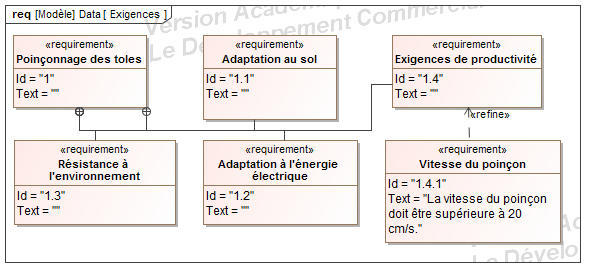 req [Modèle] Data [ Exigences ]
Version Acadé
Le Développement Commercia
«requirement»
Poinçonnage des toles
Id = "1"
Text = ""
«requirement»
Adaptation au sol
Id = "1.1"
Text = ""
«requirement»
Exigences de productivité
Id = "1.4"
Text = ""
«refine»
«requirement»
Résistance à
l'environnement
Id = "1.3"
Text = ""
«requirement»
Adaptation à l'énergie
électrique
Id = "1.2"
Text = ""
«requirement»
Vitesse du poinçon
Id = "1.4.1"
Text = "La vitesse du poinçon
doit être supérieure à 20
cm/s."
Le Dévelo